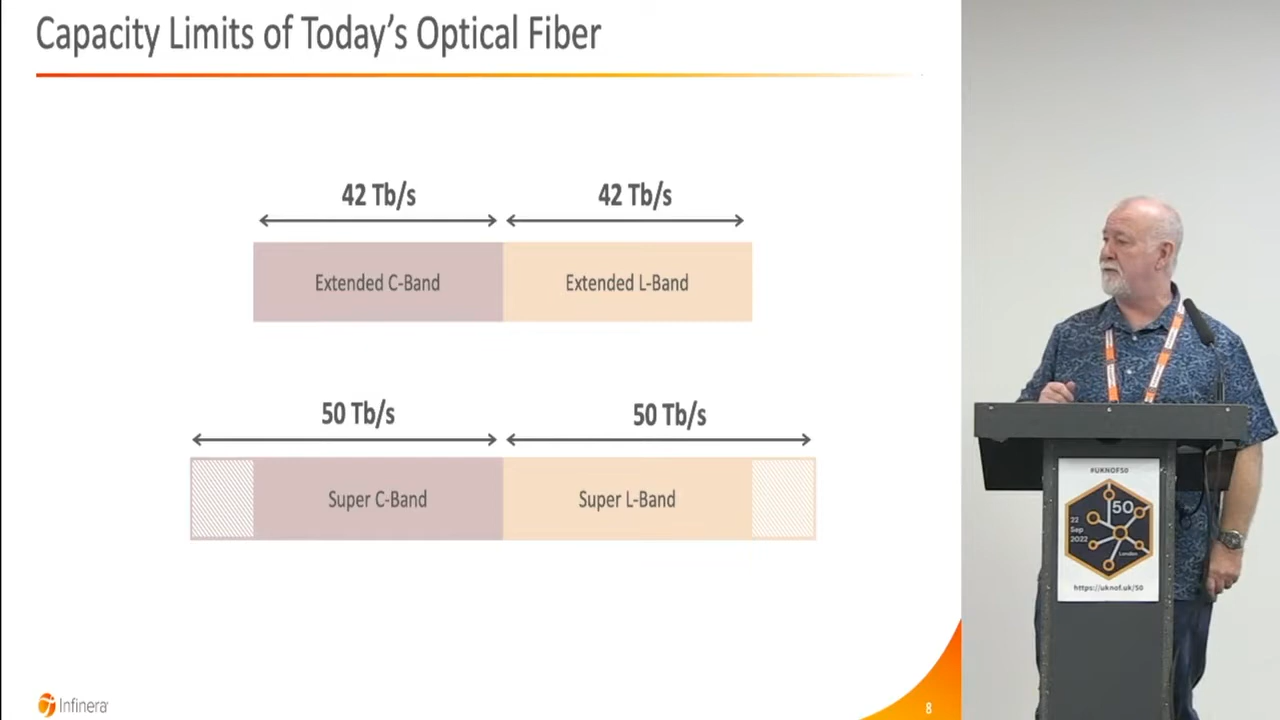 Capacity Limits of Today's Optical Fiber
42 Tb/s
42 Tb/s
Extended C-Band
Extended L-Band
50 Tb/s
50 Tb/s
Super C-Band
Super L-Band
Infinera
8
#UKNOF50
50
22
Sep
2022
London
https://uknof.uk/50